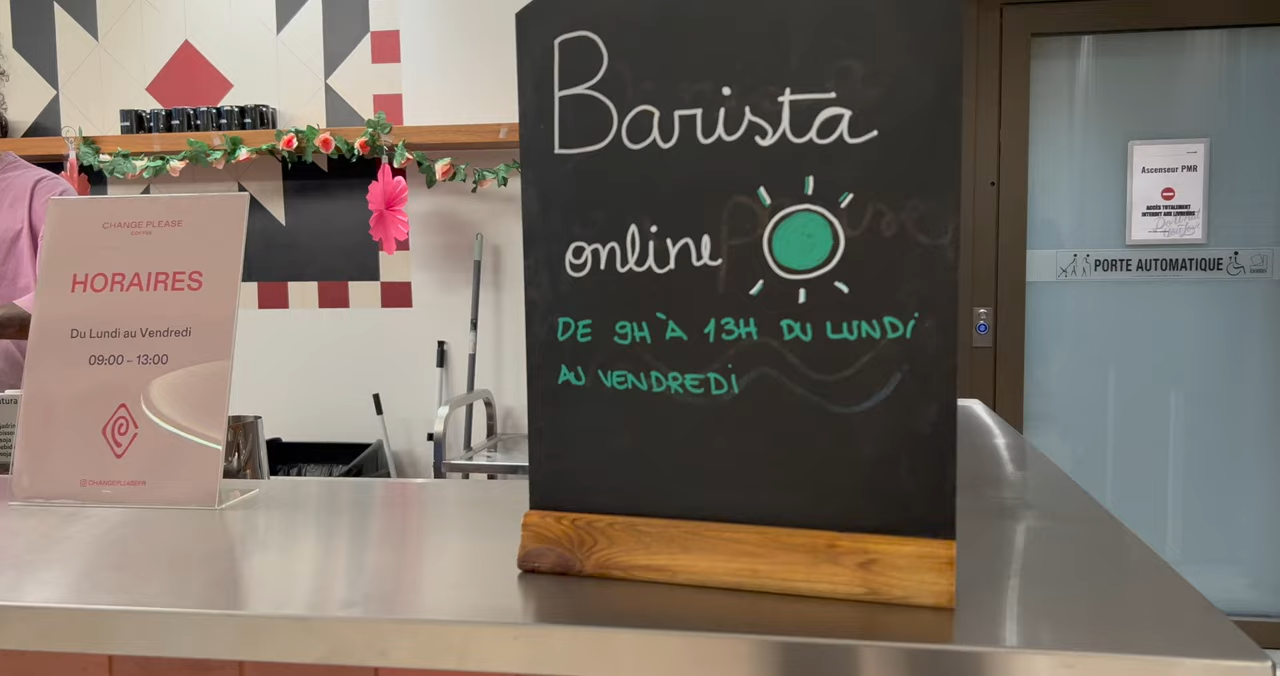 Barista
online
DE 9H À 13H DU LUNDi
AU VENDREDi
CHANGE PLEASE
COFFEE
HORAIRES
Du Lundi au Vendredi
09:00 – 13:00
@CHANGEPLEASEFR
Ascenseur PMR
ACCÈS TOTALEMENT
INTERDIT AUX LIVREURS
PORTE AUTOMATIQUE